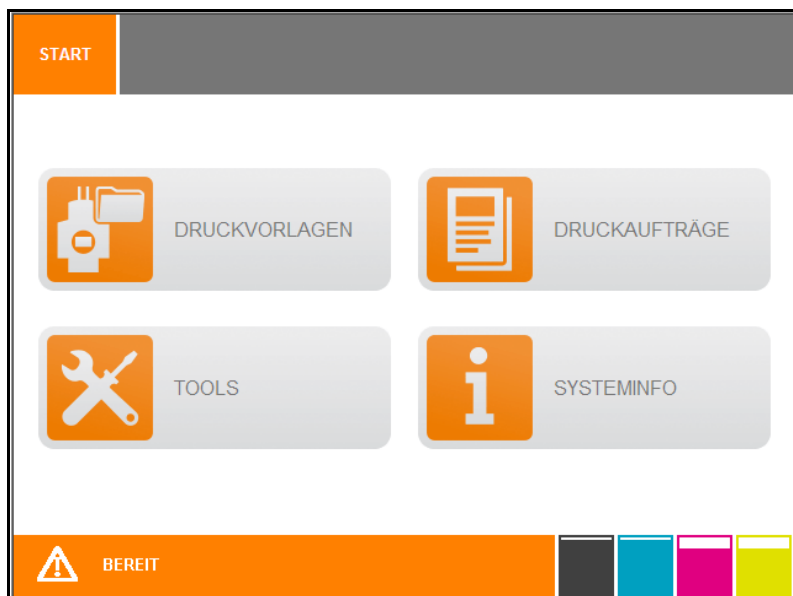 START
DRUCKVORLAGEN
DRUCKAUFTRÄGE
TOOLS
SYSTEMINFO
BEREIT